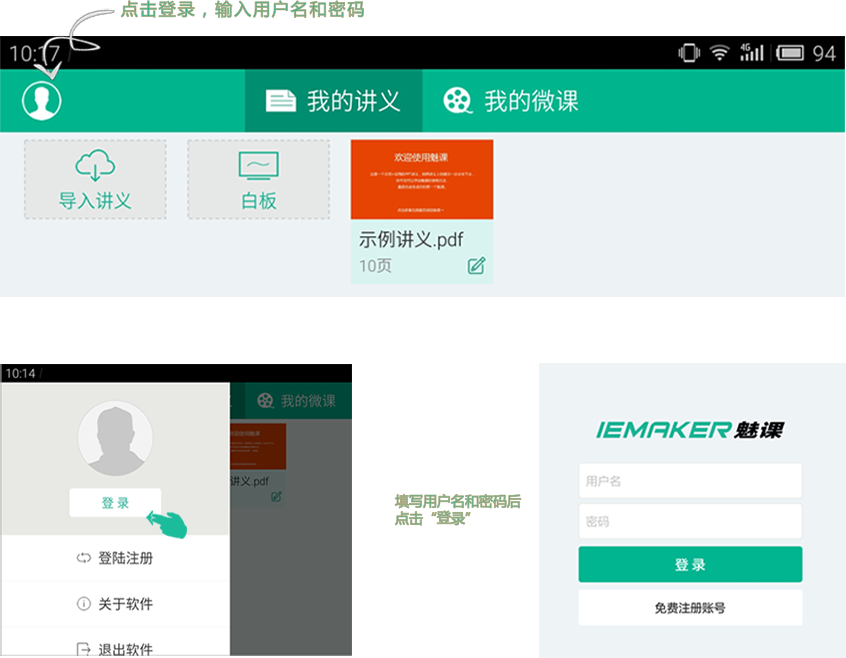 点击登录，输入用户名和密码
10:17
4G
94
我的讲义
我的微课
导入讲义
白板
欢迎使用魅课
示例讲义.pdf
10页
10:14
我的微课
讲义.pdf
登录
登陆注册
关于软件
退出软件
填写用户名和密码后
点击“登录”
IEMAKER魅课
用户名
密码
登录
免费注册账号